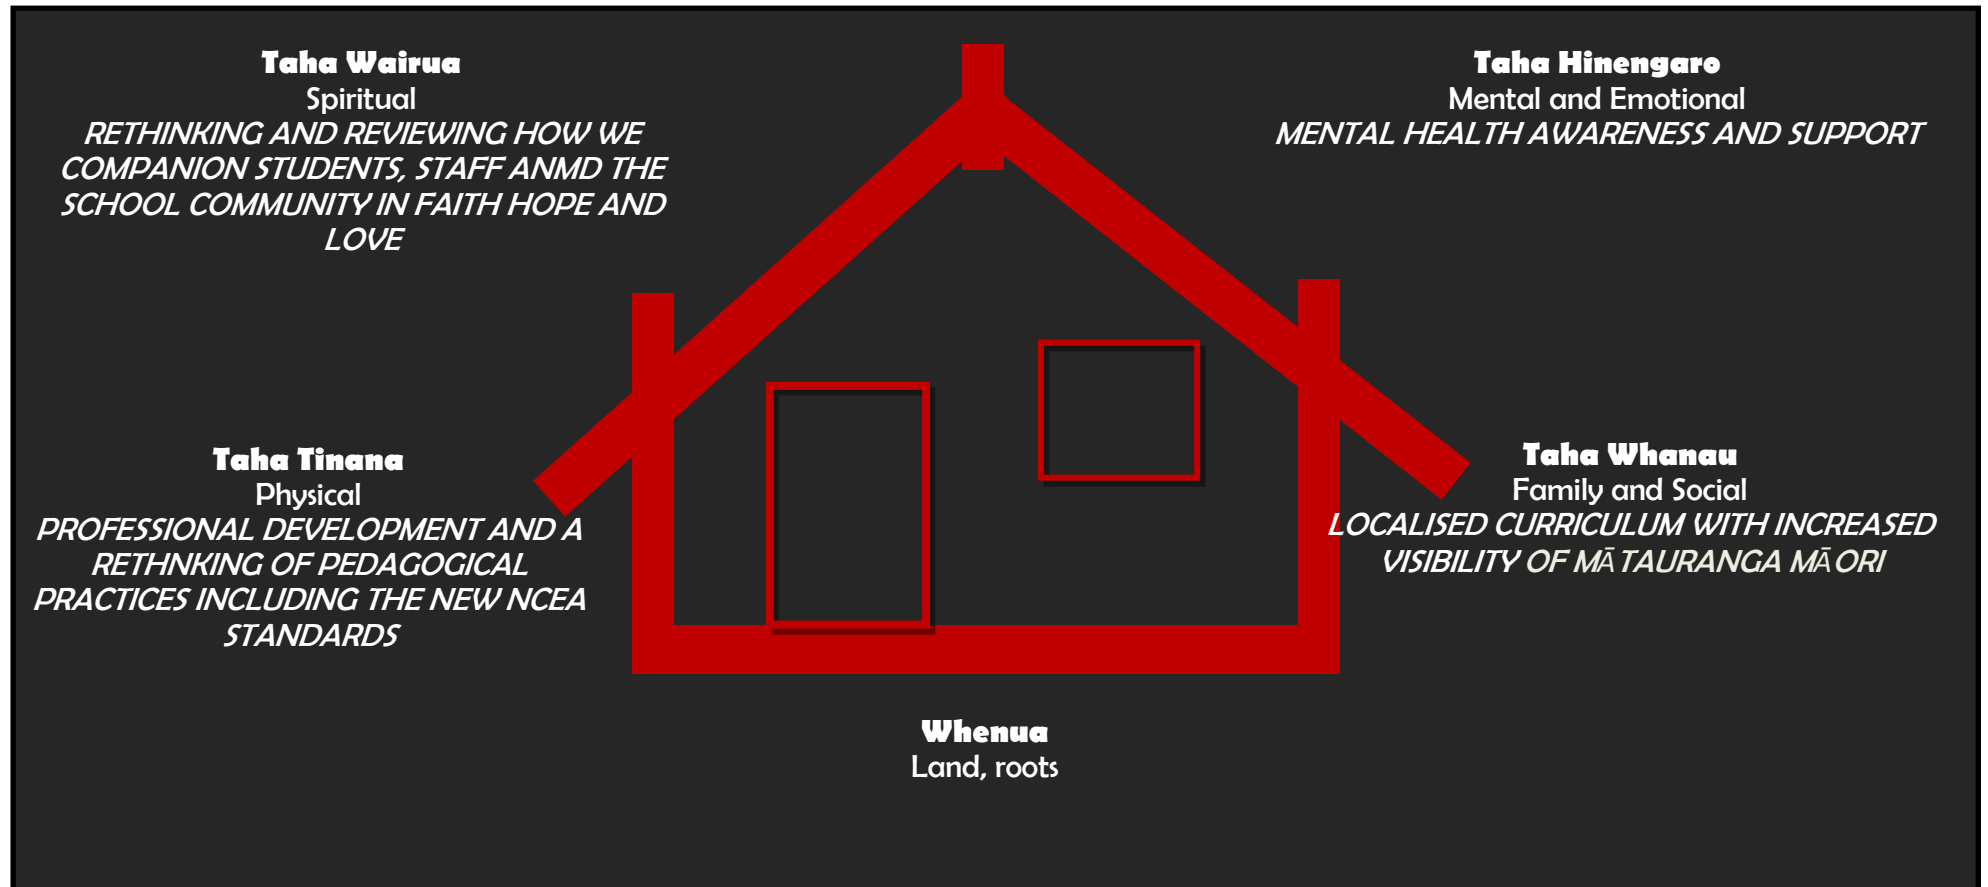 Taha Wairua
Spiritual
RETHINKING AND REVIEWING HOW WE
COMPANION STUDENTS, STAFF ANMD THE
SCHOOL COMMUNITY IN FAITH HOPE AND
LOVE
Taha Hinengaro
Mental and Emotional
MENTAL HEALTH AWARENESS AND SUPPORT
Taha Tinana
Physical
PROFESSIONAL DEVELOPMENT AND A
RETHNKING OF PEDAGOGICAL
PRACTICES INCLUDING THE NEW NCEA
STANDARDS
Taha Whanau
Family and Social
LOCALISED CURRICULUM WITH INCREASED
VISIBILITY OF MĀTAURANGA MĀORI
Whenua
Land, roots